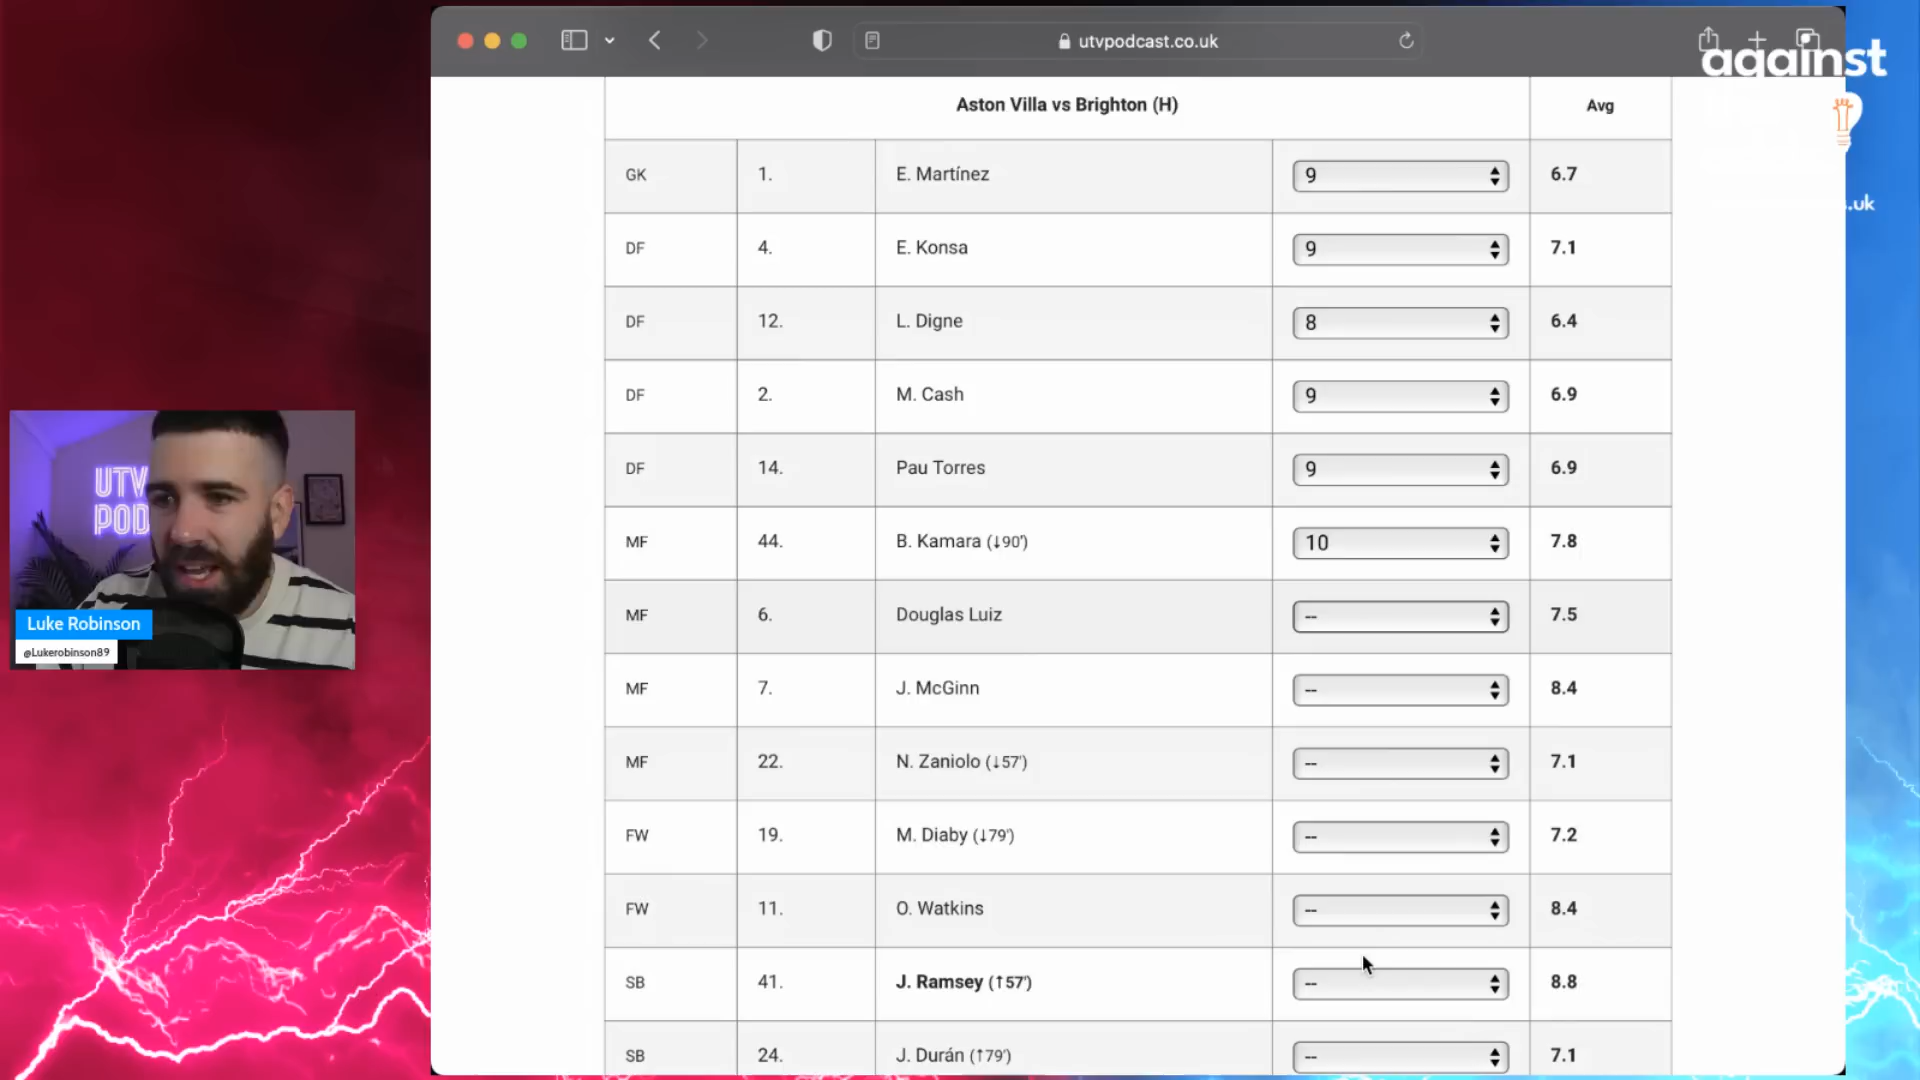 utvpodcast.co.uk
against
.uk
Aston Villa vs Brighton (H) Avg
GK 1. E. Martínez 9 6.7
DF 4. E. Konsa 9 7.1
DF 12. L. Digne 8 6.4
DF 2. M. Cash 9 6.9
DF 14. Pau Torres 9 6.9
MF 44. B. Kamara (↓90') 10 7.8
MF 6. Douglas Luiz -- 7.5
MF 7. J. McGinn -- 8.4
MF 22. N. Zaniolo (↓57') -- 7.1
FW 19. M. Diaby (↓79') -- 7.2
FW 11. O. Watkins -- 8.4
SB 41. J. Ramsey (↑57') -- 8.8
SB 24. J. Durán (↑79') -- 7.1
UTV
POD
Luke Robinson
@Lukerobinson89